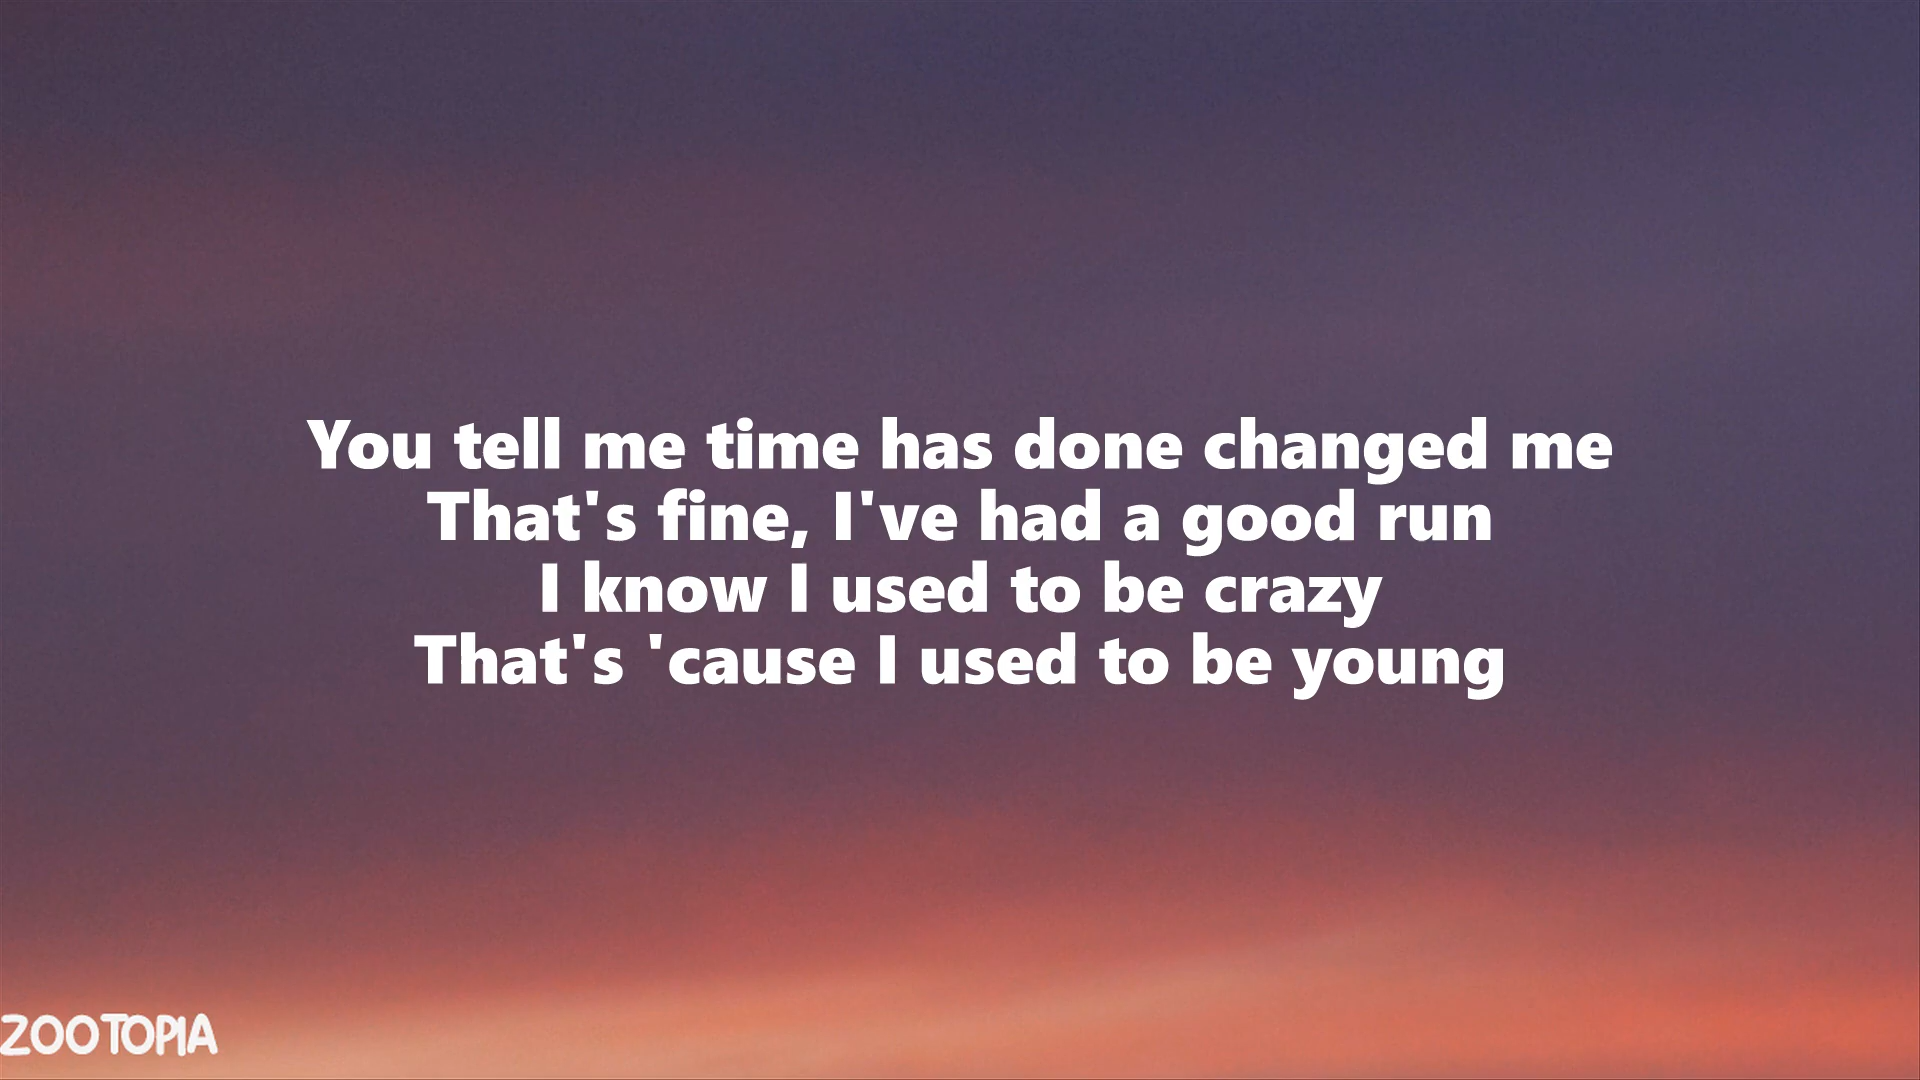 You tell me time has done changed me
That's fine, I've had a good run
I know I used to be crazy
That's 'cause I used to be young
ZOOTOPIA